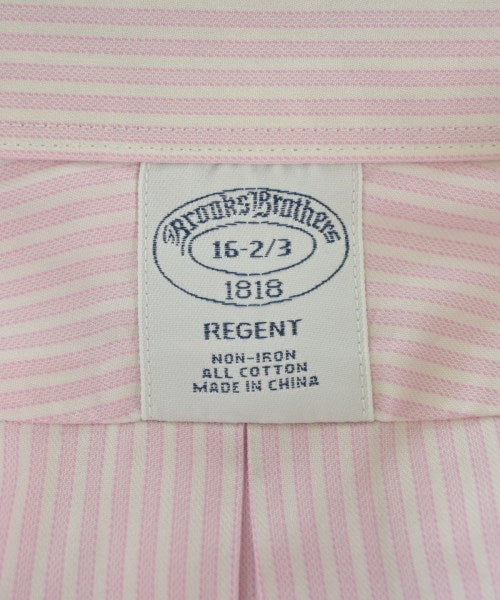 Brooks Brothers
16-2/3
1818
REGENT
NON-IRON
ALL COTTON
MADE IN CHINA